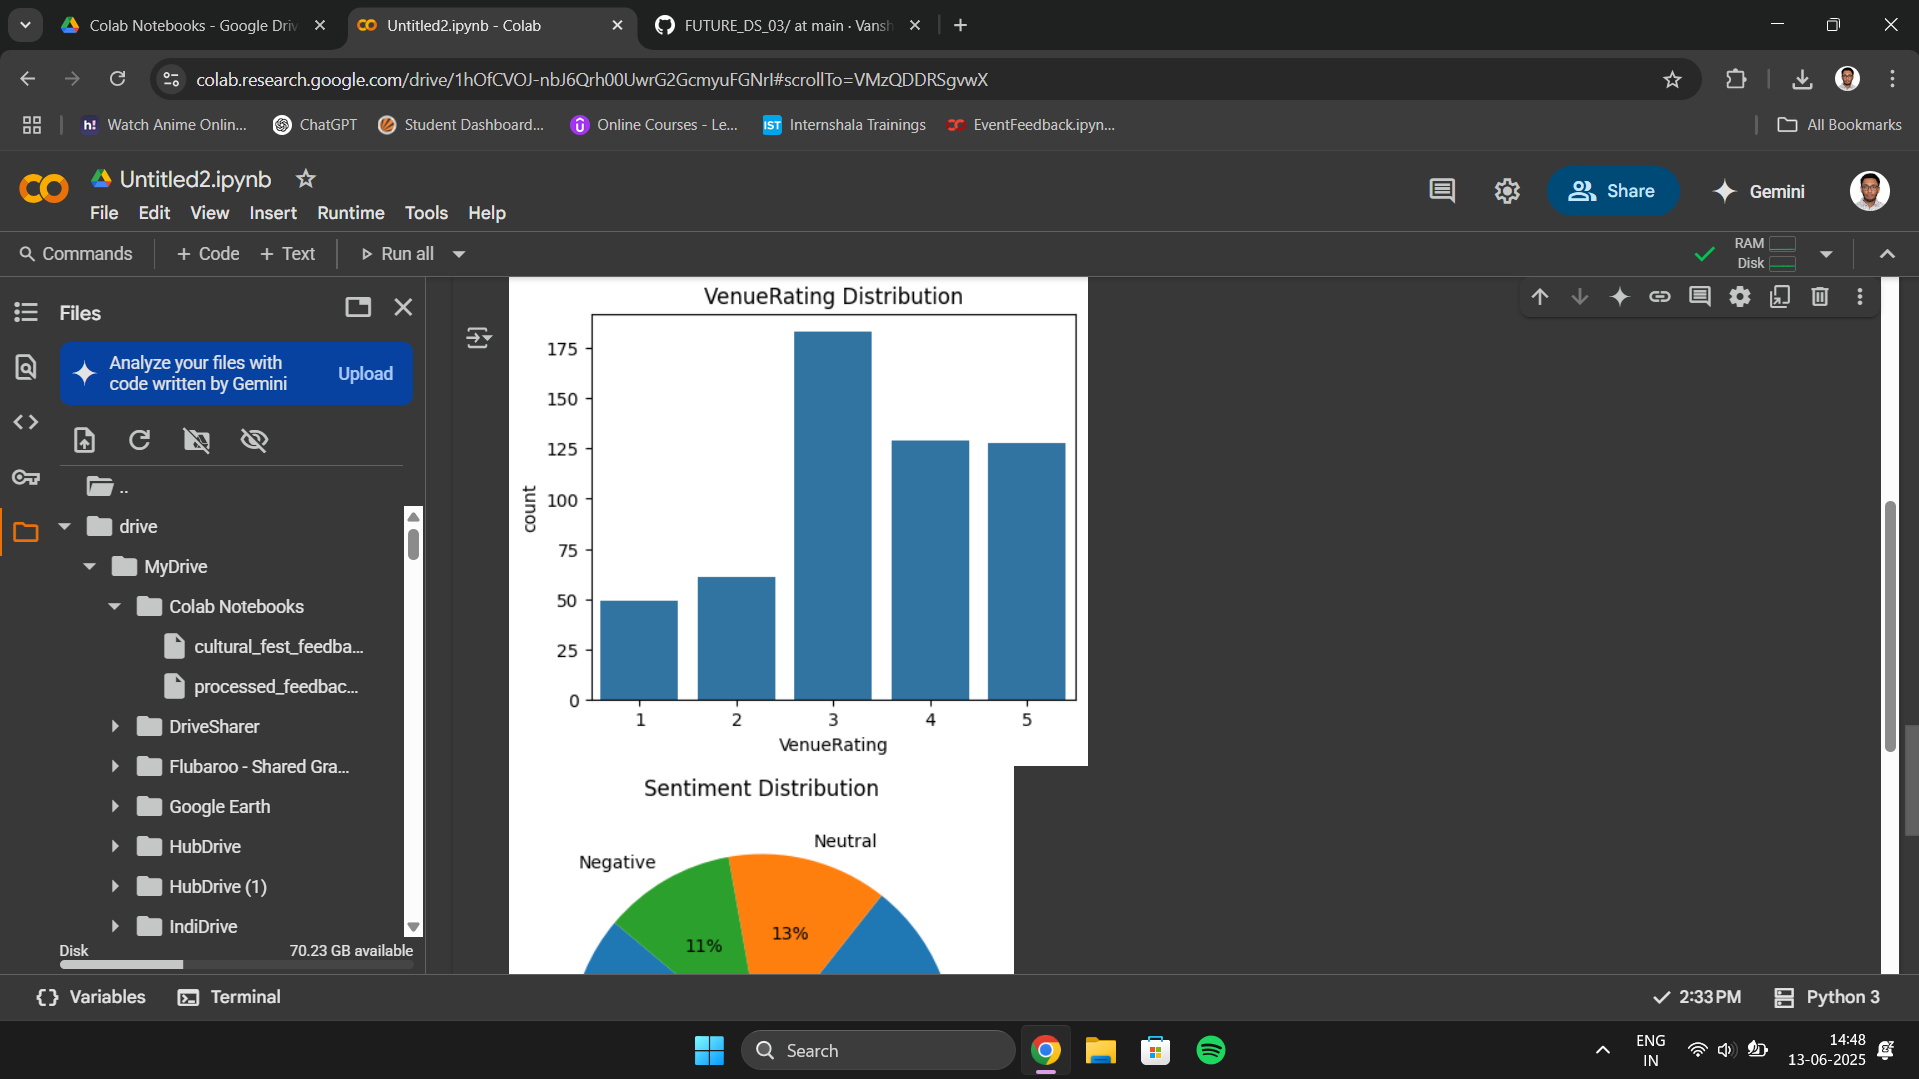 Colab Notebooks - Google Driv
Untitled2.ipynb - Colab
FUTURE_DS_03/ at main · Vansh
colab.research.google.com/drive/1hOfCVOJ-nbJ6Qrh00UwrG2GcmyuFGNrI#scrollTo=VMzQDDRSgvwX
h! Watch Anime Onlin...
ChatGPT
Student Dashboard...
Online Courses - Le...
IST Internshala Trainings
EventFeedback.ipyn...
All Bookmarks
Untitled2.ipynb
Share
Gemini
File Edit View Insert Runtime Tools Help
Commands + Code + Text Run all
RAM
Disk
Files
Analyze your files with
code written by Gemini
Upload
..
drive
MyDrive
Colab Notebooks
cultural_fest_feedba...
processed_feedbac...
DriveSharer
Flubaroo - Shared Gra...
Google Earth
HubDrive
HubDrive (1)
IndiDrive
Disk 70.23 GB available
VenueRating Distribution
175
150
125
100
75
50
25
0
count
1 2 3 4 5
VenueRating
Sentiment Distribution
Neutral
Negative
13%
11%
{} Variables Terminal
2:33 PM Python 3
Search
ENG
IN
14:48
13-06-2025